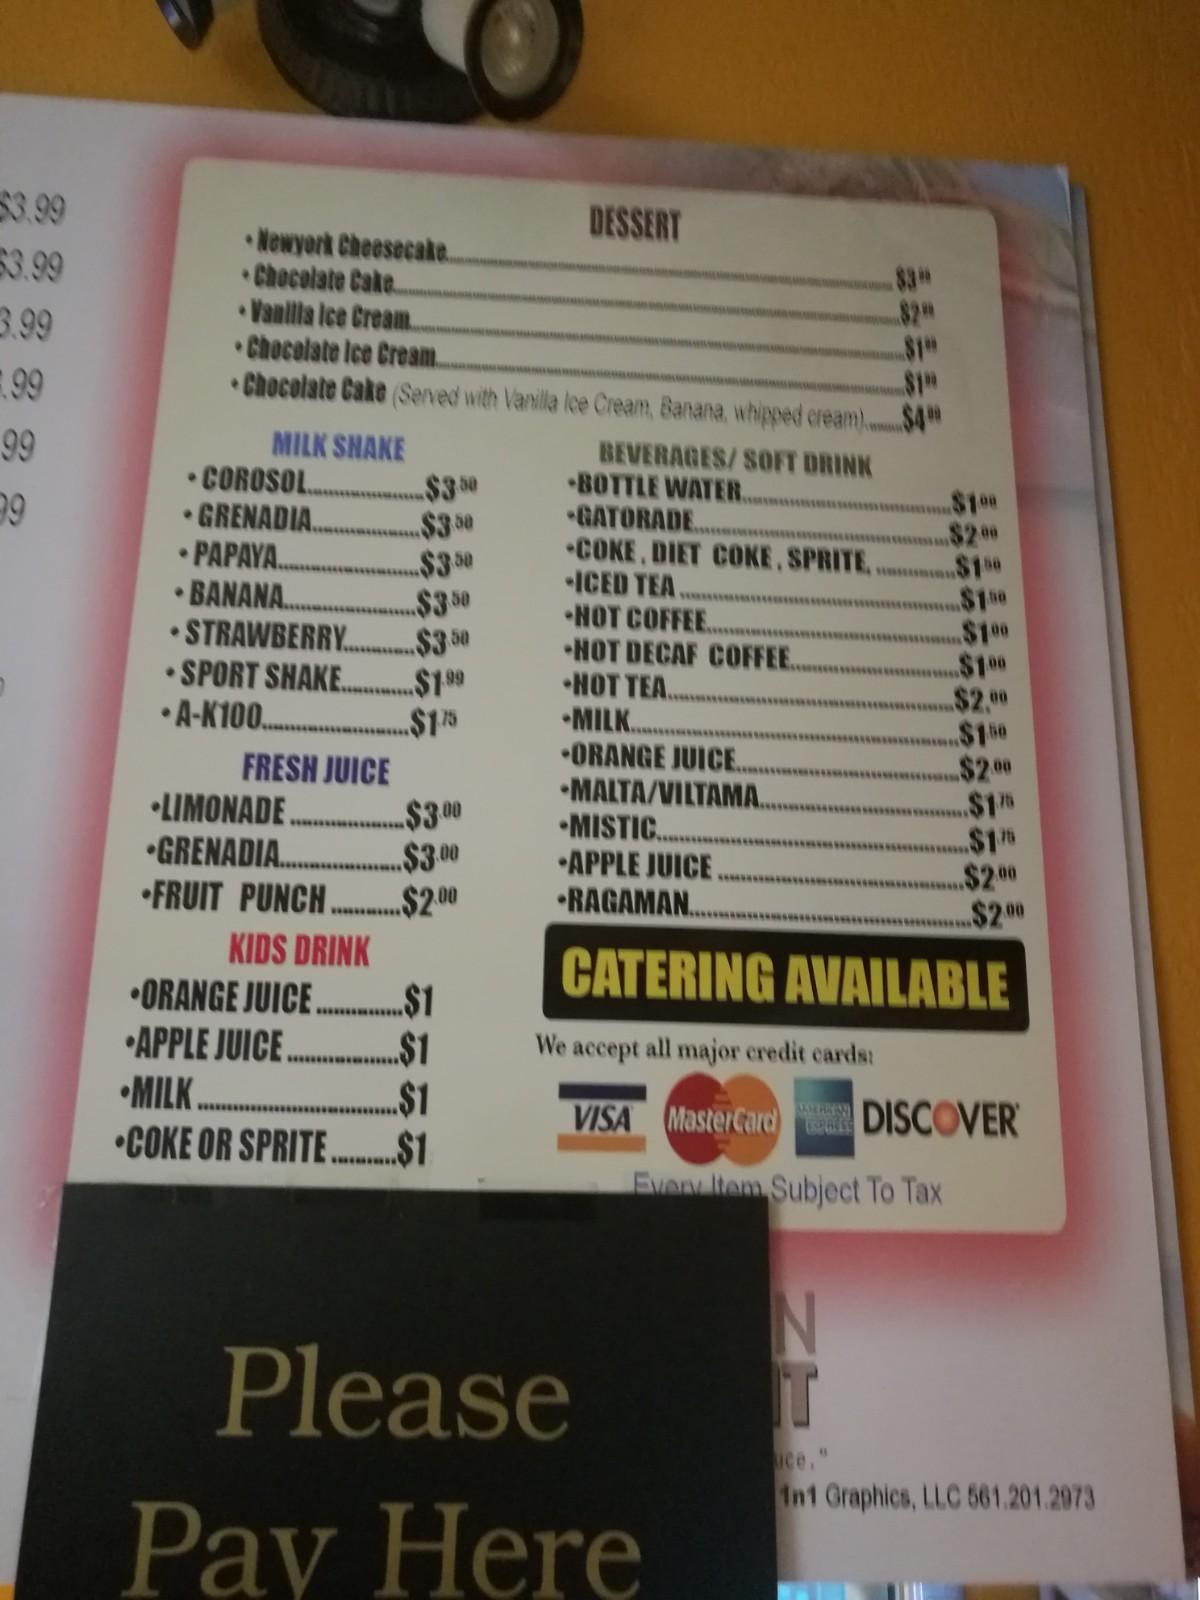 $3.99
$3.99
3.99
.99
99
99
DESSERT
• Newyork Cheesecake........$3
• Chocolate Cake........$2
• Vanilla Ice Cream........$1
• Chocolate Ice Cream........$1
• Chocolate Cake (Served with Vanilla Ice Cream, Banana, whipped cream)........$4
MILK SHAKE
• COROSOL........$3.50
• GRENADIA........$3.50
• PAPAYA........$3.50
• BANANA........$3.50
• STRAWBERRY........$3.50
• SPORT SHAKE........$1.99
• A-K100........$1.75
FRESH JUICE
•LIMONADE ........$3.00
•GRENADIA........$3.00
•FRUIT PUNCH ........$2.00
KIDS DRINK
•ORANGE JUICE ........$1
•APPLE JUICE ........$1
•MILK ........$1
•COKE OR SPRITE ........$1
BEVERAGES/ SOFT DRINK
•BOTTLE WATER........$1.00
•GATORADE........$2.00
•COKE , DIET COKE , SPRITE, ........$1.50
•ICED TEA ........$1.50
•HOT COFFEE........$1.00
•HOT DECAF COFFEE........$1.00
•HOT TEA........$2.00
•MILK........$1.50
•ORANGE JUICE........$2.00
•MALTA/VILTAMA........$1.75
•MISTIC........$1.75
•APPLE JUICE ........$2.00
•RAGAMAN........$2.00
CATERING AVAILABLE
We accept all major credit cards:
VISA MasterCard AMERICAN EXPRESS DISCOVER
Every Item Subject To Tax
N
IT
uce."
1n1 Graphics, LLC 561.201.2973
Please
Pay Here